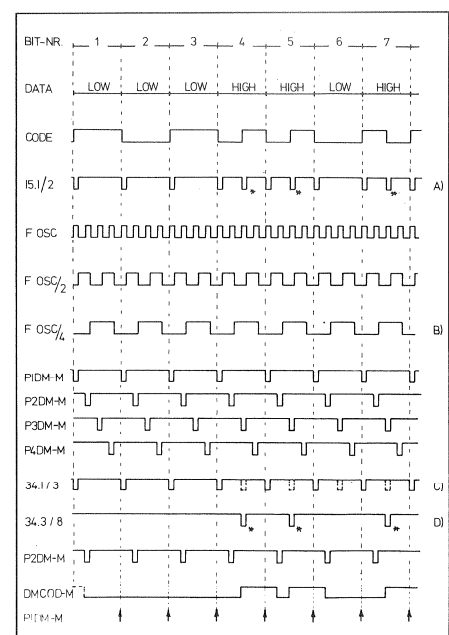 BIT-NR. 1 2 3 4 5 6 7
DATA LOW LOW LOW HIGH HIGH LOW HIGH
CODE
15.1/2 * * * A)
F OSC
F OSC/2
F OSC/4 B)
P1DM-M
P2DM-M
P3DM-M
P4DM-M
34.1/3 C)
34.3/8 * * * D)
P2DM-M
DMCOD-M
P1DM-M